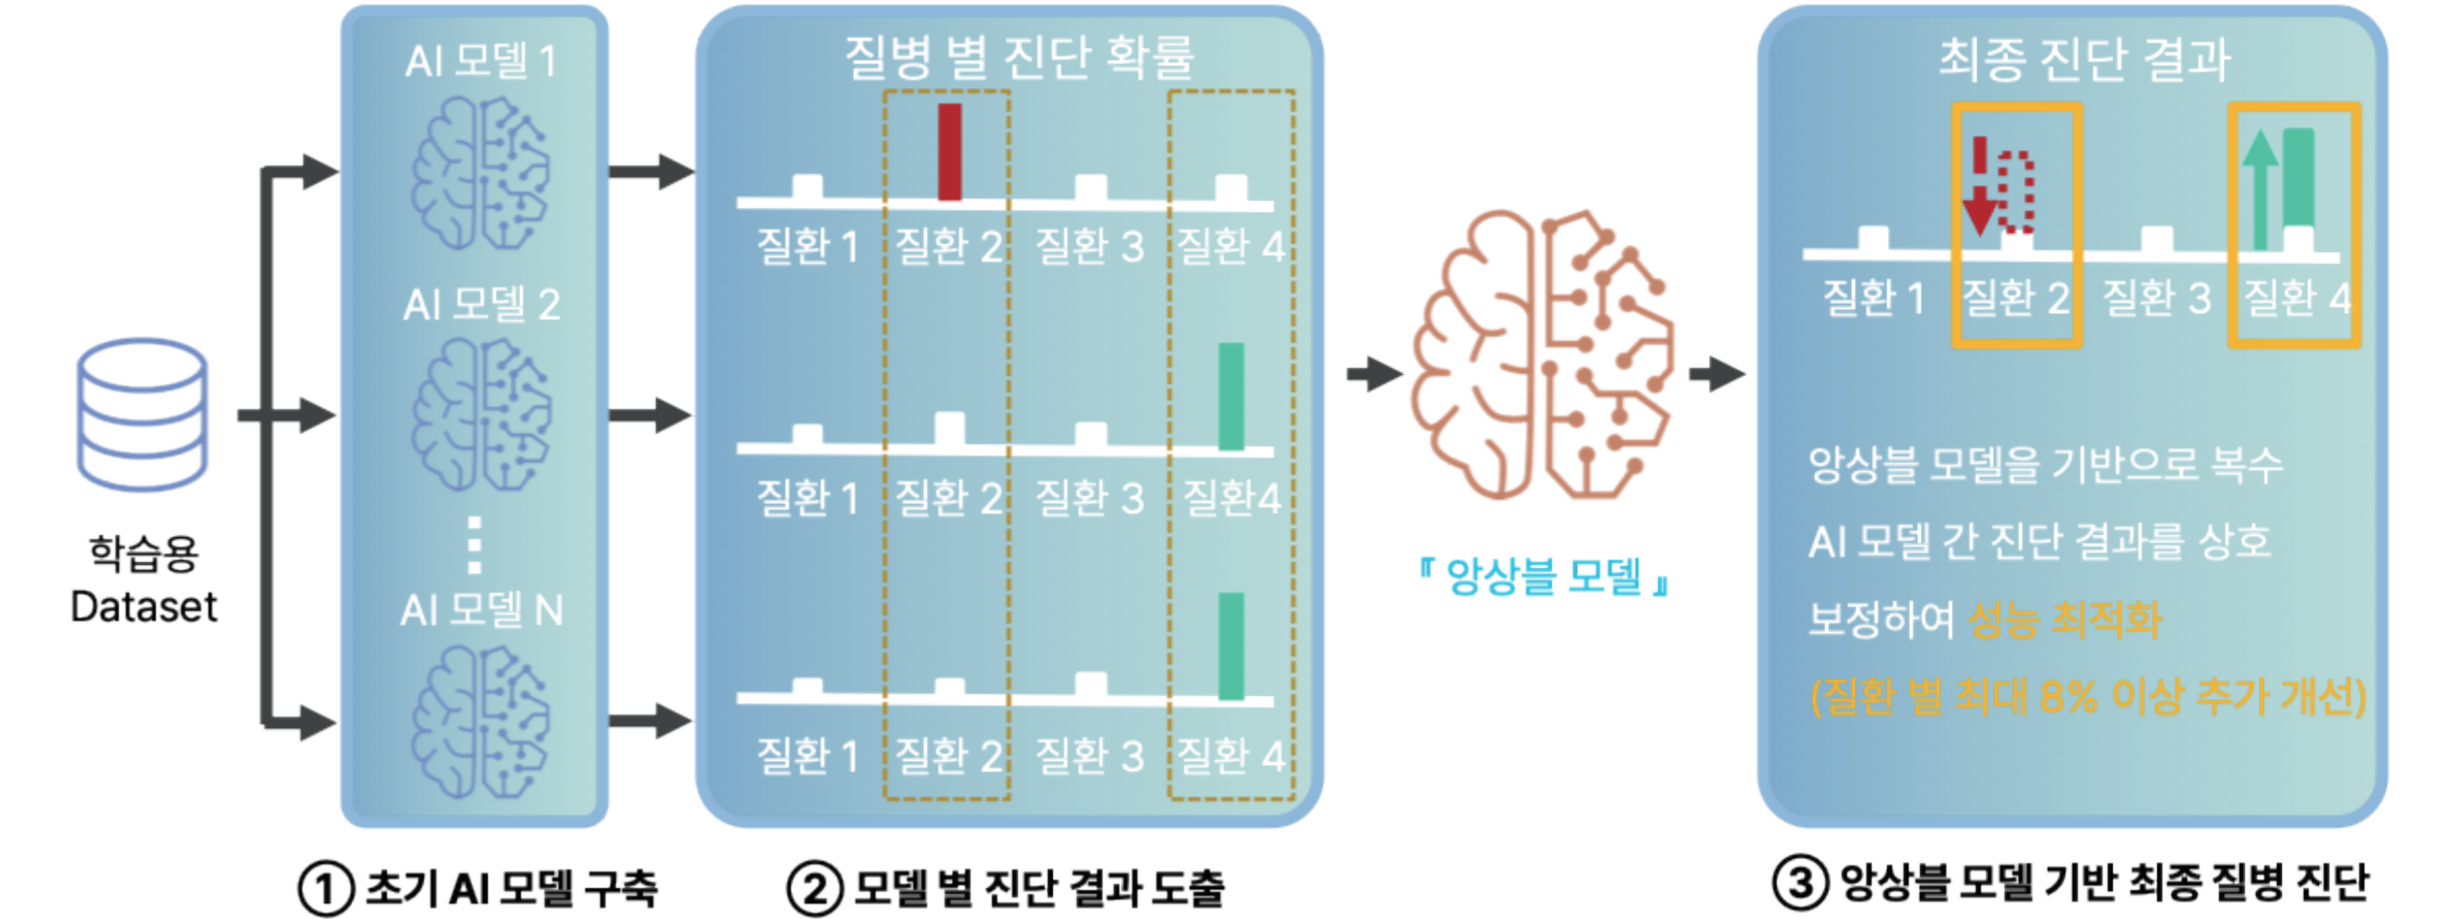 학습용
Dataset
AI 모델 1
AI 모델 2
AI 모델 N
① 초기 AI 모델 구축
질병 별 진단 확률
질환 1 질환 2 질환 3 질환 4
질환 1 질환 2 질환 3 질환4
질환 1 질환 2 질환 3 질환 4
② 모델 별 진단 결과 도출
『 앙상블 모델 』
최종 진단 결과
질환 1 질환 2 질환 3 질환 4
앙상블 모델을 기반으로 복수
AI 모델 간 진단 결과를 상호
보정하여 성능 최적화
(질환 별 최대 8% 이상 추가 개선)
③ 앙상블 모델 기반 최종 질병 진단